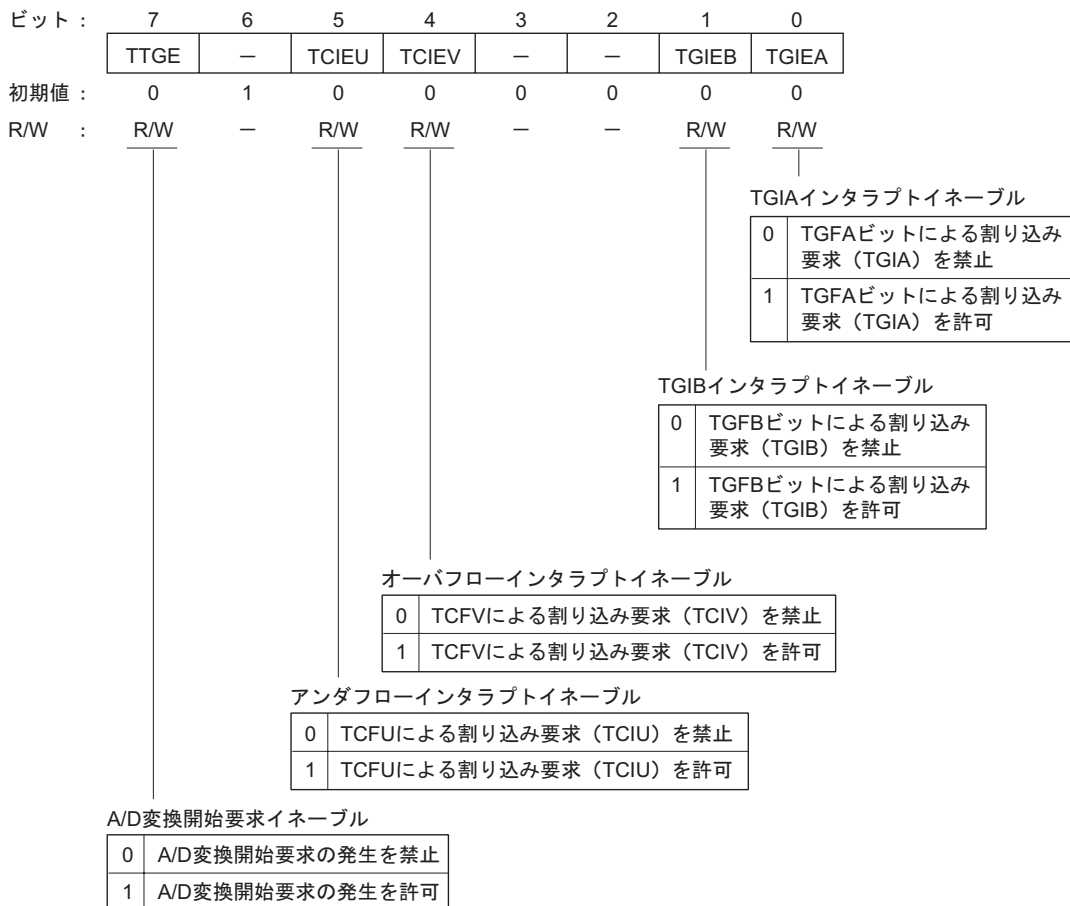 ビット： 7 6 5 4 3 2 1 0
TTGE － TCIEU TCIEV － － TGIEB TGIEA
初期値： 0 1 0 0 0 0 0 0
R/W ： R/W － R/W R/W － － R/W R/W
TGIAインタラプトイネーブル
0 TGFAビットによる割り込み
要求（TGIA）を禁止
1 TGFAビットによる割り込み
要求（TGIA）を許可
TGIBインタラプトイネーブル
0 TGFBビットによる割り込み
要求（TGIB）を禁止
1 TGFBビットによる割り込み
要求（TGIB）を許可
オーバフローインタラプトイネーブル
0 TCFVによる割り込み要求（TCIV）を禁止
1 TCFVによる割り込み要求（TCIV）を許可
アンダフローインタラプトイネーブル
0 TCFUによる割り込み要求（TCIU）を禁止
1 TCFUによる割り込み要求（TCIU）を許可
A/D変換開始要求イネーブル
0 A/D変換開始要求の発生を禁止
1 A/D変換開始要求の発生を許可